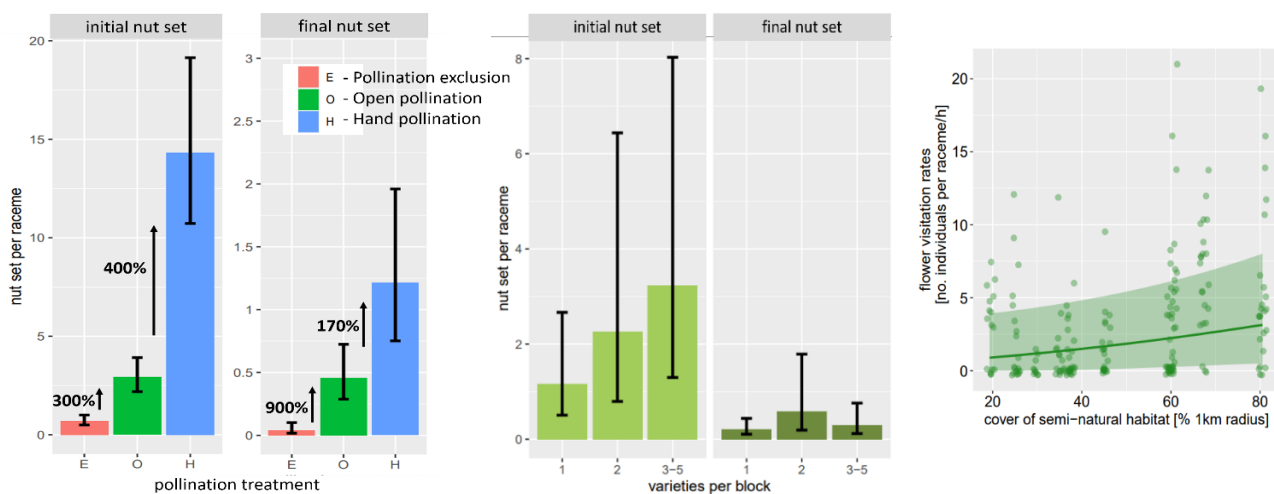 initial nut set
final nut set
20
15
10
5
0
nut set per raceme
400%
300%
E
O
H
3
2.5
2
1.5
1
0.5
0
E - Pollination exclusion
O - Open pollination
H - Hand pollination
170%
900%
E
O
H
pollination treatment
initial nut set
final nut set
8
6
4
2
0
nut set per raceme
1
2
3−5
1
2
3−5
varieties per block
20
15
10
5
0
flower visitation rates
[no. individuals per raceme/h]
20
40
60
80
cover of semi−natural habitat [% 1km radius]